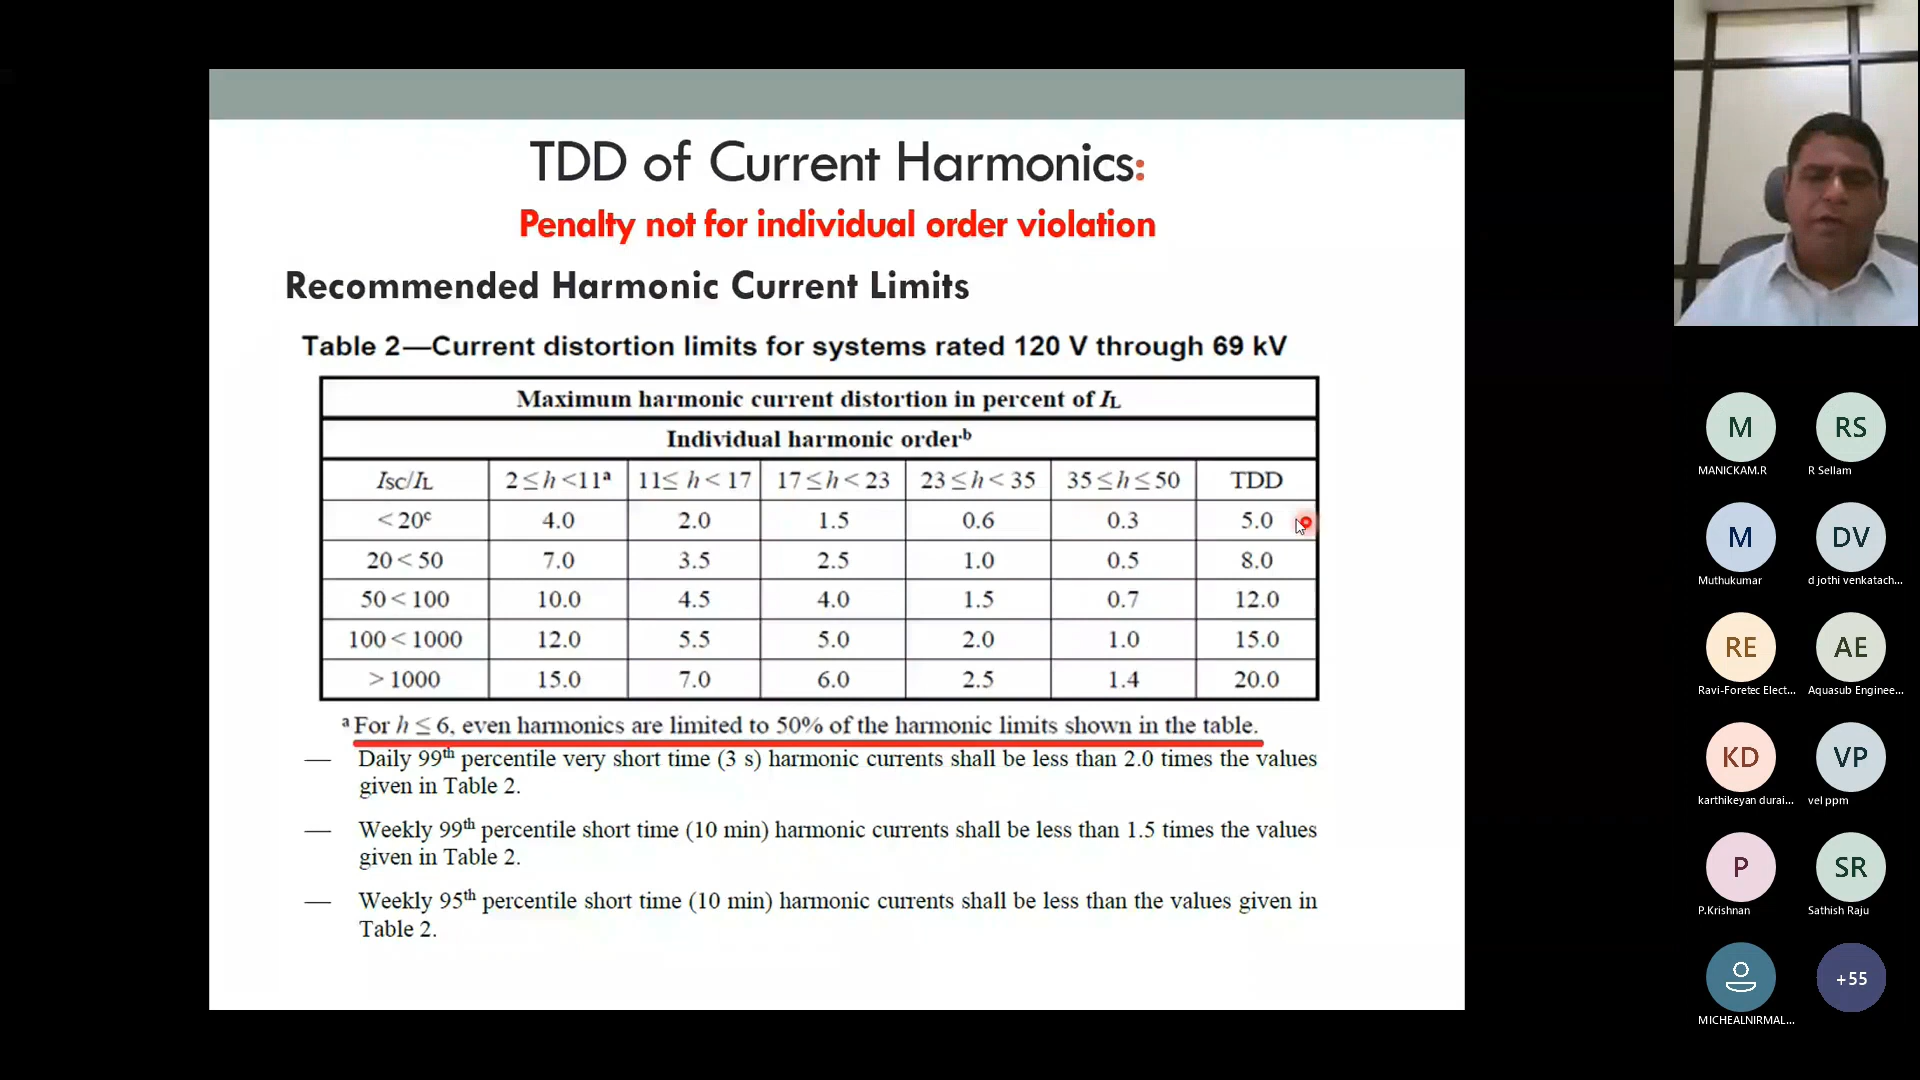 TDD of Current Harmonics:
Penalty not for individual order violation
Recommended Harmonic Current Limits
Table 2—Current distortion limits for systems rated 120 V through 69 kV
Maximum harmonic current distortion in percent of IL
Individual harmonic orderᵇ
ISC/IL 2 ≤ h <11ᵃ 11≤ h < 17 17 ≤ h < 23 23 ≤ h < 35 35 ≤ h ≤ 50 TDD
< 20ᶜ 4.0 2.0 1.5 0.6 0.3 5.0
20 < 50 7.0 3.5 2.5 1.0 0.5 8.0
50 < 100 10.0 4.5 4.0 1.5 0.7 12.0
100 < 1000 12.0 5.5 5.0 2.0 1.0 15.0
> 1000 15.0 7.0 6.0 2.5 1.4 20.0
ᵃ For h ≤ 6, even harmonics are limited to 50% of the harmonic limits shown in the table.
— Daily 99th percentile very short time (3 s) harmonic currents shall be less than 2.0 times the values
given in Table 2.
— Weekly 99th percentile short time (10 min) harmonic currents shall be less than 1.5 times the values
given in Table 2.
— Weekly 95th percentile short time (10 min) harmonic currents shall be less than the values given in
Table 2.
M RS
MANICKAM.R R Sellam
M DV
Muthukumar d jothi venkatach...
RE AE
Ravi-Foretec Elect... Aquasub Enginee...
KD VP
karthikeyan durai... vel ppm
P SR
P.Krishnan Sathish Raju
+55
MICHEALNIRMAL...